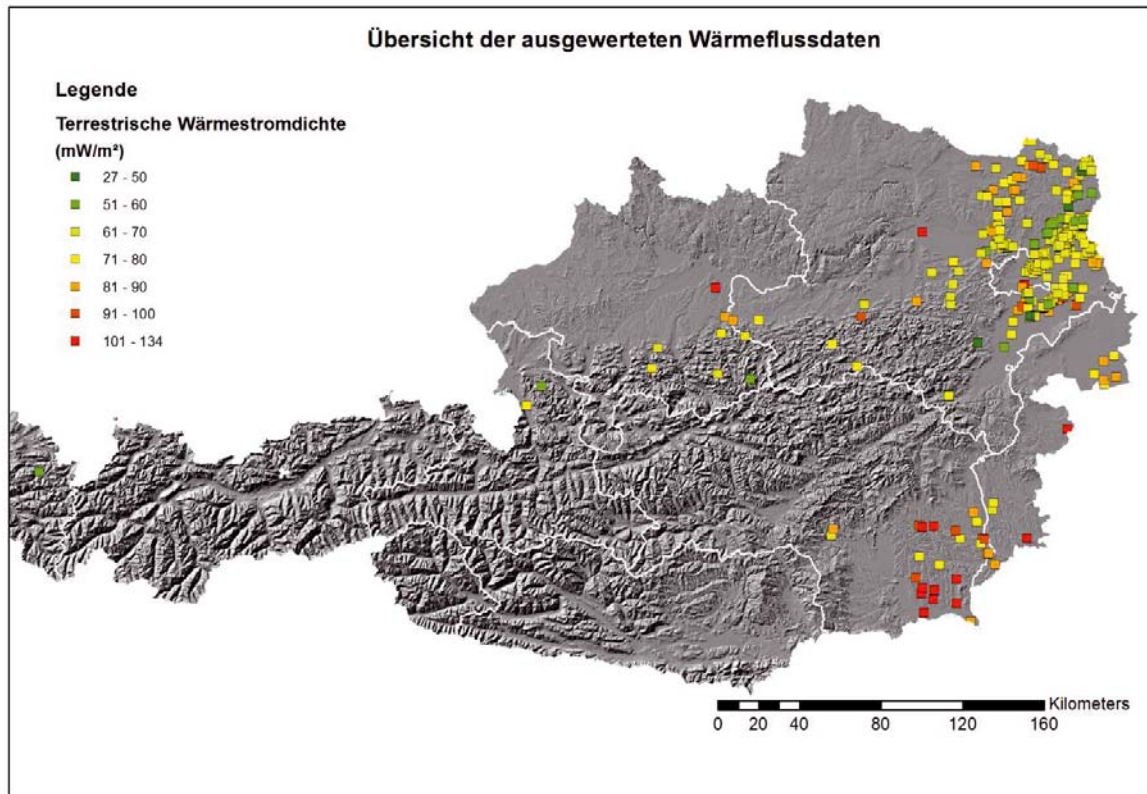 Übersicht der ausgewerteten Wärmeflussdaten
Legende
Terrestrische Wärmestromdichte
(mW/m²)
27 - 50
51 - 60
61 - 70
71 - 80
81 - 90
91 - 100
101 - 134
Kilometers
0 20 40 80 120 160